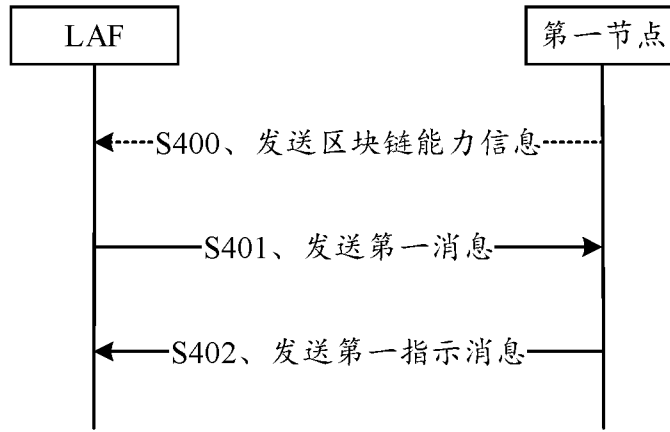 LAF
第一节点
S400、发送区块链能力信息
S401、发送第一消息
S402、发送第一指示消息